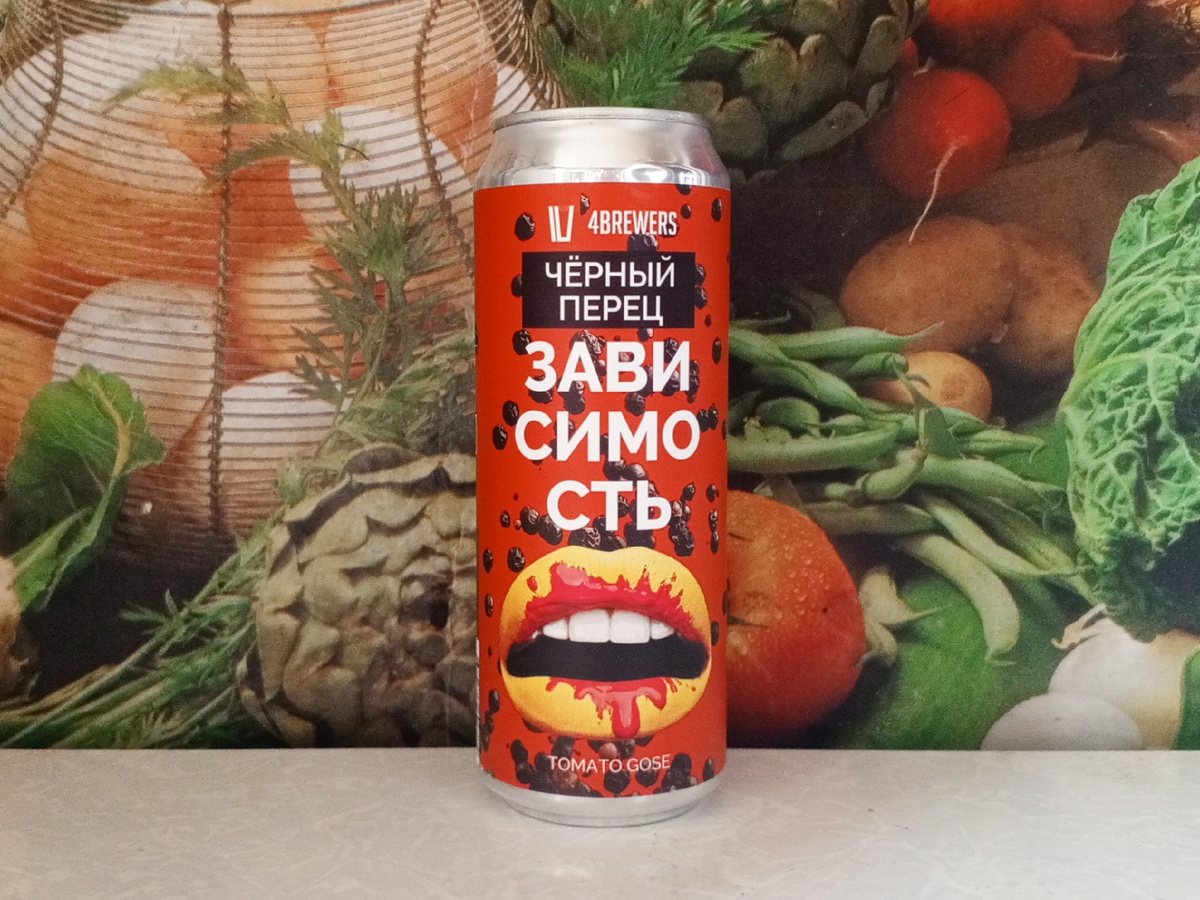 4BREWERS
ЧЁРНЫЙ
ПЕРЕЦ
ЗАВИ
СИМО
СТЬ
TOMATO GOSE